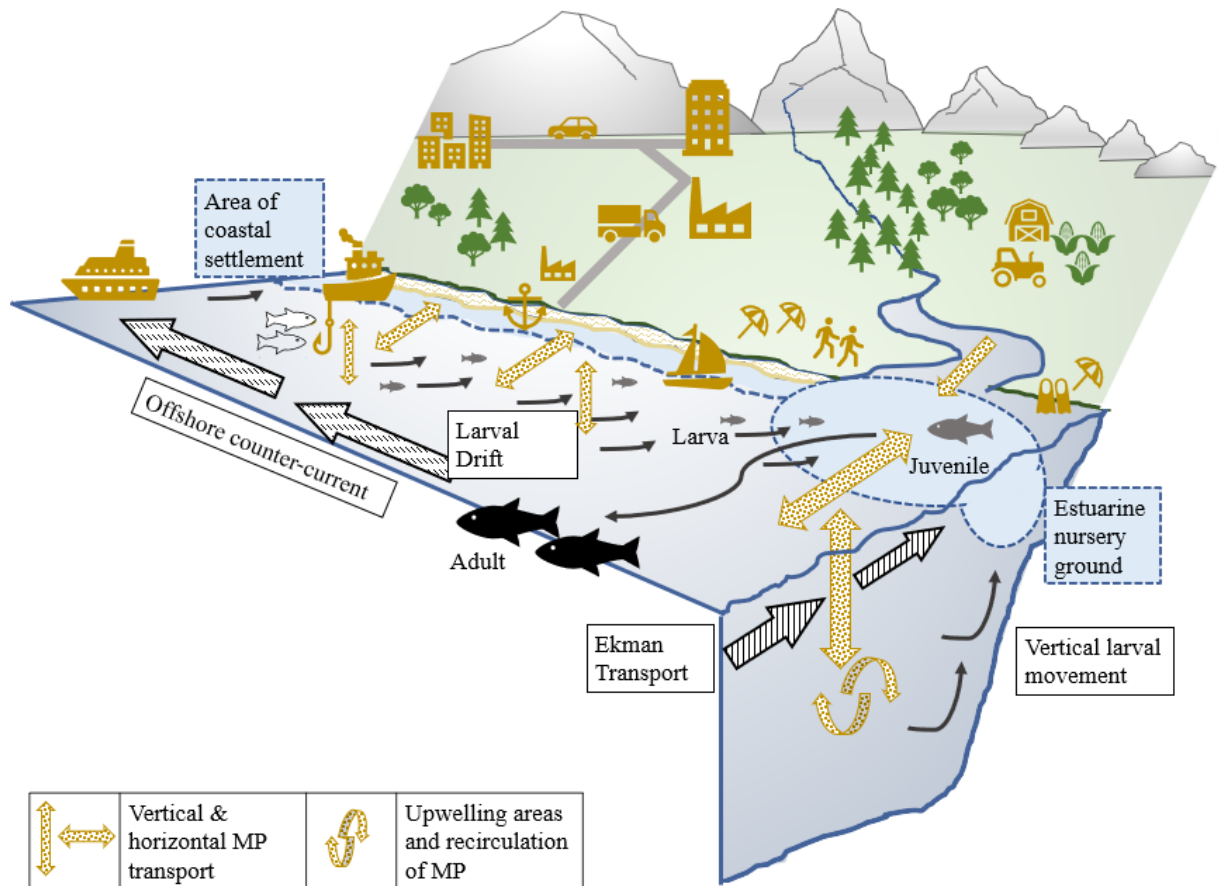 Area of
coastal
settlement
Offshore counter-current
Larval
Drift
Larva
Juvenile
Adult
Estuarine
nursery
ground
Ekman
Transport
Vertical larval
movement
Vertical &
horizontal MP
transport
Upwelling areas
and recirculation
of MP